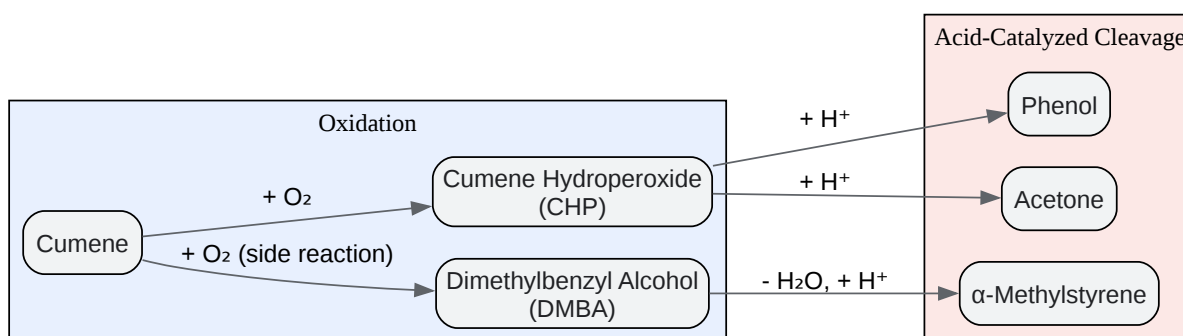 Acid-Catalyzed Cleavage
Phenol
Oxidation
+ H⁺
Cumene Hydroperoxide
(CHP)
+ H⁺
+ O₂
Acetone
Cumene
+ O₂ (side reaction)
Dimethylbenzyl Alcohol
(DMBA)
- H₂O, + H⁺
α-Methylstyrene